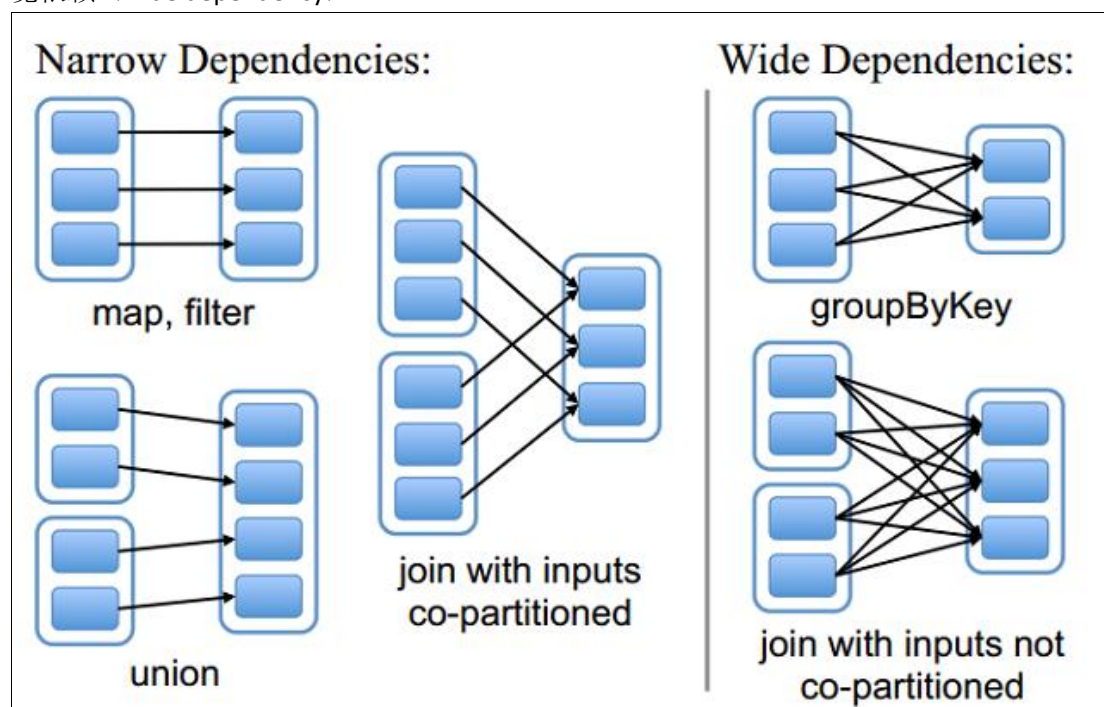 Narrow Dependencies:
Wide Dependencies:
map, filter
union
join with inputs
co-partitioned
groupByKey
join with inputs not
co-partitioned